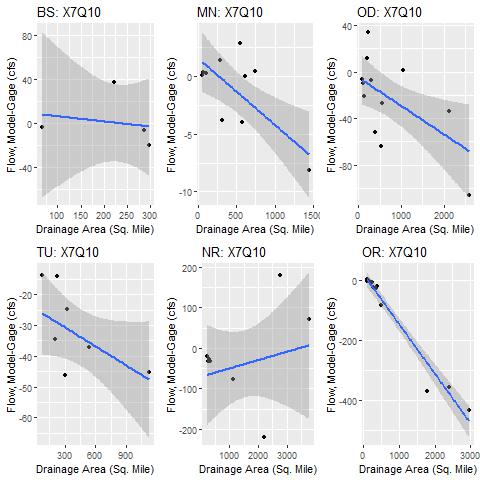 BS: X7Q10
MN: X7Q10
OD: X7Q10
Flow, Model-Gage (cfs)
80
40
0
-40
100 150 200 250 300
Drainage Area (Sq. Mile)
Flow, Model-Gage (cfs)
0
-5
-10
0 500 1000 1500
Drainage Area (Sq. Mile)
Flow, Model-Gage (cfs)
40
0
-40
-80
0 1000 2000
Drainage Area (Sq. Mile)
TU: X7Q10
NR: X7Q10
OR: X7Q10
Flow, Model-Gage (cfs)
-20
-30
-40
-50
-60
300 600 900
Drainage Area (Sq. Mile)
Flow, Model-Gage (cfs)
200
100
0
-100
-200
1000 2000 3000
Drainage Area (Sq. Mile)
Flow, Model-Gage (cfs)
0
-200
-400
0 1000 2000 3000
Drainage Area (Sq. Mile)